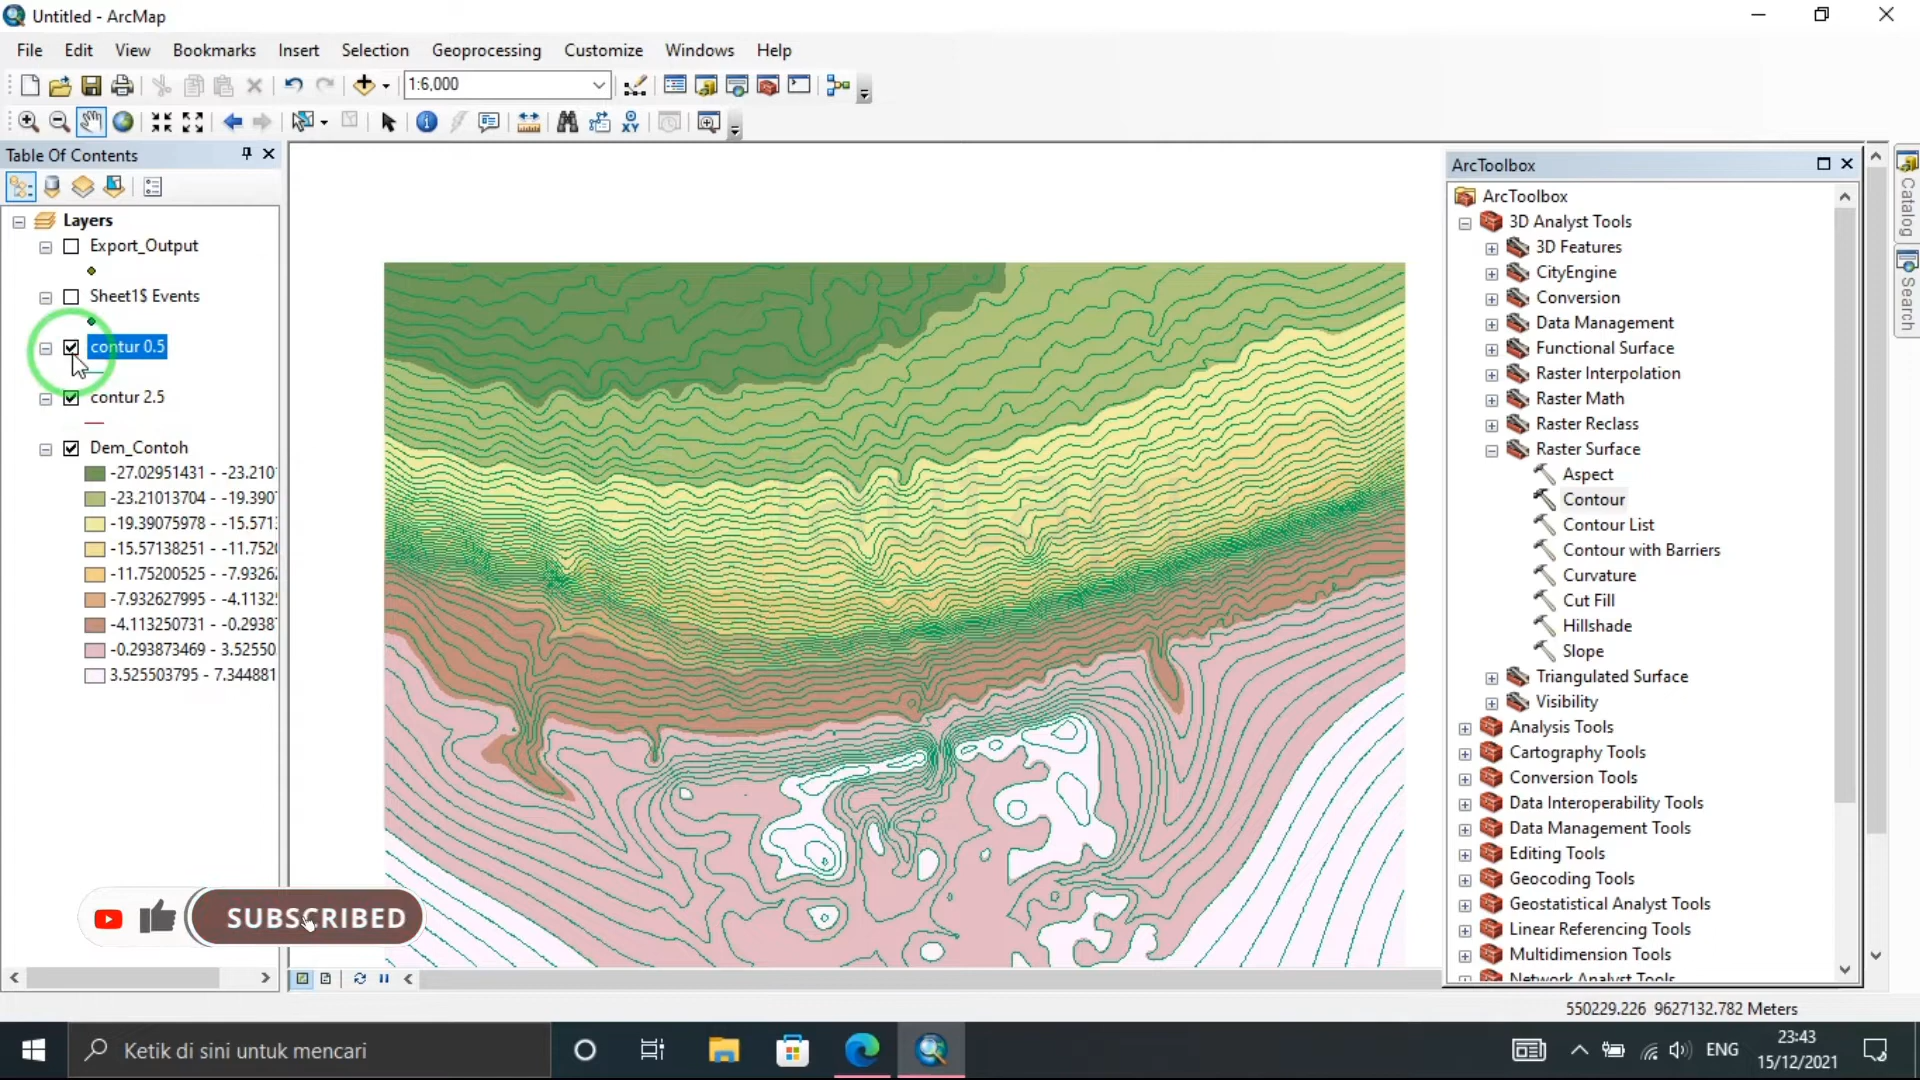 Untitled - ArcMap
File Edit View Bookmarks Insert Selection Geoprocessing Customize Windows Help
1:6,000
Table Of Contents
Layers
Export_Output
Sheet1$ Events
contur 0.5
contur 2.5
Dem_Contoh
-27.02951431 - -23.210
-23.21013704 - -19.390
-19.39075978 - -15.571
-15.57138251 - -11.752
-11.75200525 - -7.9326
-7.932627995 - -4.1132
-4.113250731 - -0.2938
-0.293873469 - 3.5255
3.525503795 - 7.344881
SUBSCRIBED
ArcToolbox
ArcToolbox
3D Analyst Tools
3D Features
CityEngine
Conversion
Data Management
Functional Surface
Raster Interpolation
Raster Math
Raster Reclass
Raster Surface
Aspect
Contour
Contour List
Contour with Barriers
Curvature
Cut Fill
Hillshade
Slope
Triangulated Surface
Visibility
Analysis Tools
Cartography Tools
Conversion Tools
Data Interoperability Tools
Data Management Tools
Editing Tools
Geocoding Tools
Geostatistical Analyst Tools
Linear Referencing Tools
Multidimension Tools
Network Analyst Tools
Catalog
Search
550229.226 9627132.782 Meters
Ketik di sini untuk mencari
ENG
23:43
15/12/2021